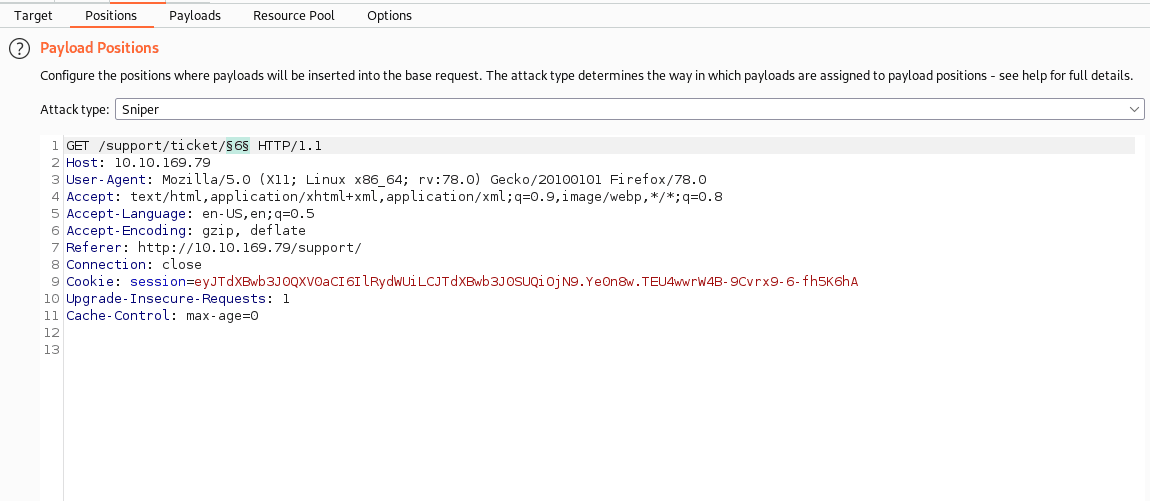 Target Positions Payloads Resource Pool Options
? Payload Positions
Configure the positions where payloads will be inserted into the base request. The attack type determines the way in which payloads are assigned to payload positions - see help for full details.
Attack type: Sniper
1 GET /support/ticket/§6§ HTTP/1.1
2 Host: 10.10.169.79
3 User-Agent: Mozilla/5.0 (X11; Linux x86_64; rv:78.0) Gecko/20100101 Firefox/78.0
4 Accept: text/html,application/xhtml+xml,application/xml;q=0.9,image/webp,*/*;q=0.8
5 Accept-Language: en-US,en;q=0.5
6 Accept-Encoding: gzip, deflate
7 Referer: http://10.10.169.79/support/
8 Connection: close
9 Cookie: session=eyJTdXBwb3J0QXV0aCI6IlRydWUiLCJTdXBwb3J0SUQiOjN9.Ye0n8w.TEU4wwrW4B-9Cvrx9-6-fh5K6hA
10 Upgrade-Insecure-Requests: 1
11 Cache-Control: max-age=0
12
13